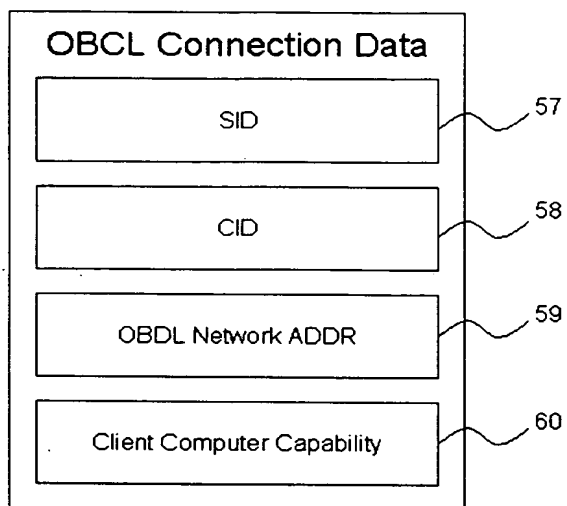 OBCL Connection Data
SID
57
CID
58
OBDL Network ADDR
59
Client Computer Capability
60